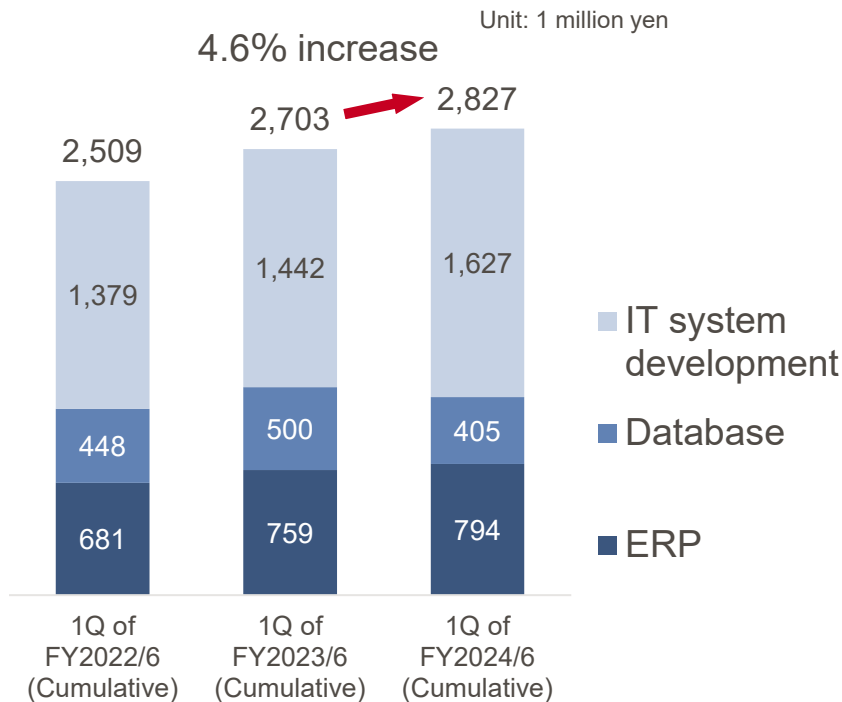 Unit: 1 million yen
4.6% increase
2,509
2,703
2,827
1,379
1,442
1,627
448
500
405
681
759
794
IT system
development
Database
ERP
1Q of
FY2022/6
(Cumulative)
1Q of
FY2023/6
(Cumulative)
1Q of
FY2024/6
(Cumulative)